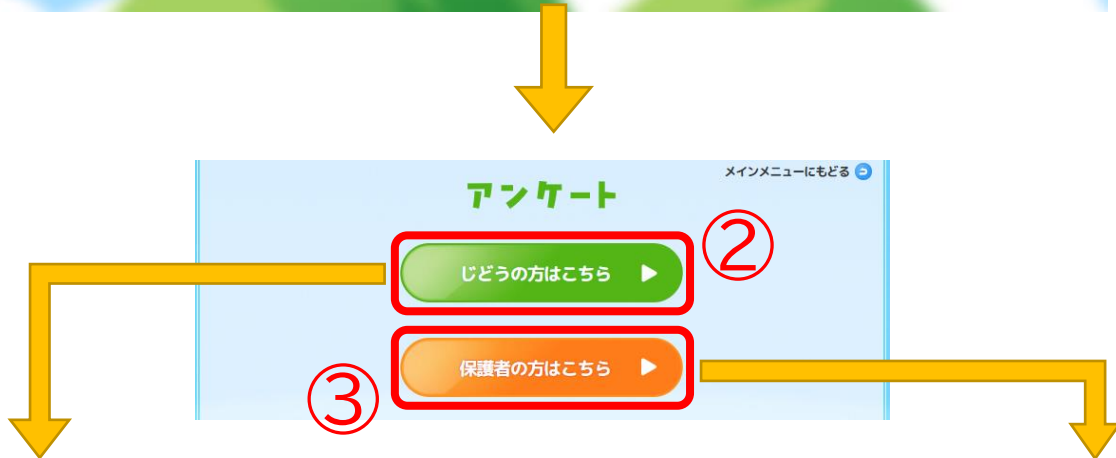 メインメニューにもどる
アンケート
②
じどうの方はこちら
③
保護者の方はこちら